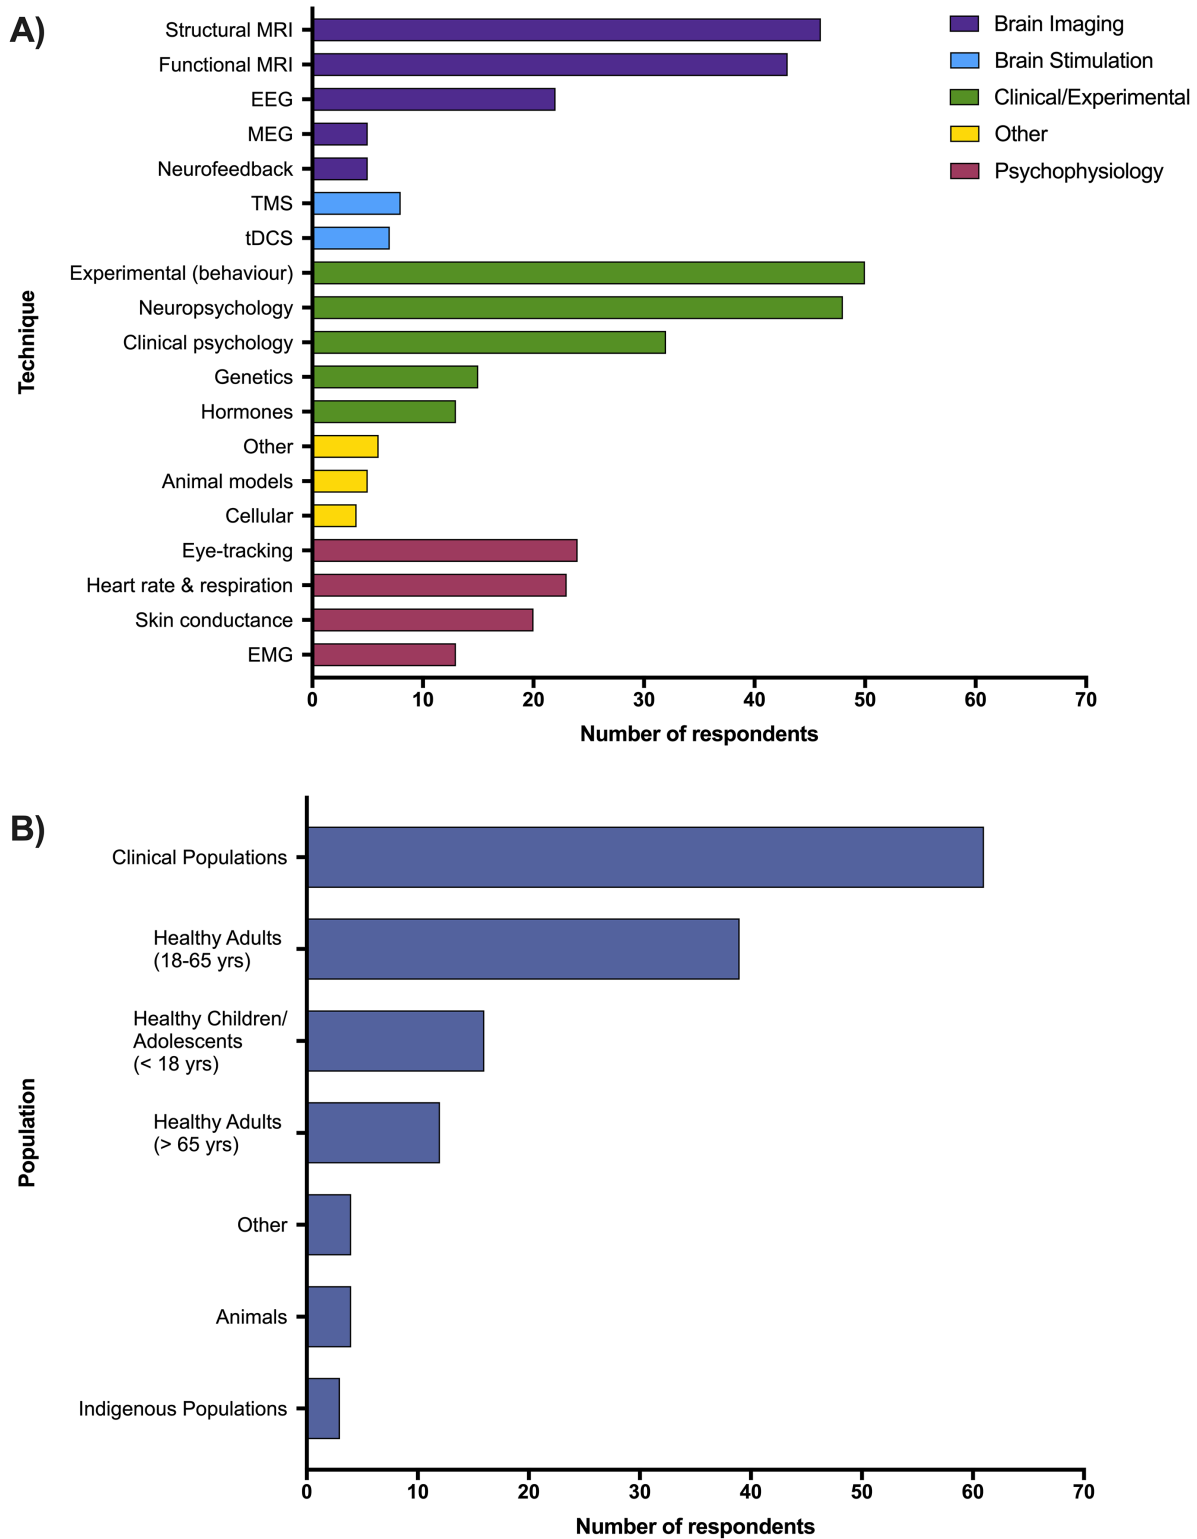 A)
Structural MRI
Functional MRI
EEG
MEG
Neurofeedback
TMS
tDCS
Experimental (behaviour)
Neuropsychology
Clinical psychology
Genetics
Hormones
Other
Animal models
Cellular
Eye-tracking
Heart rate & respiration
Skin conductance
EMG
Technique
0 10 20 30 40 50 60 70
Number of respondents
Brain Imaging
Brain Stimulation
Clinical/Experimental
Other
Psychophysiology
B)
Clinical Populations
Healthy Adults
(18-65 yrs)
Healthy Children/
Adolescents
(< 18 yrs)
Healthy Adults
(> 65 yrs)
Other
Animals
Indigenous Populations
Population
0 10 20 30 40 50 60 70
Number of respondents